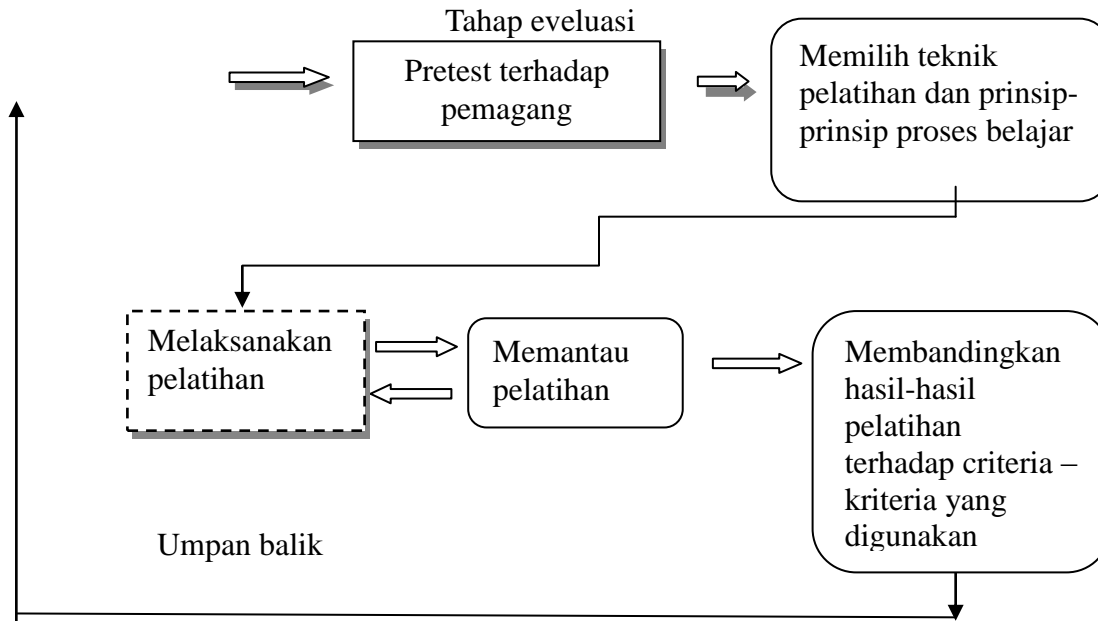 Tahap eveluasi
Pretest terhadap
pemagang
Memilih teknik
pelatihan dan prinsip-
prinsip proses belajar
Melaksanakan
pelatihan
Memantau
pelatihan
Membandingkan
hasil-hasil
pelatihan
terhadap criteria –
kriteria yang
digunakan
Umpan balik